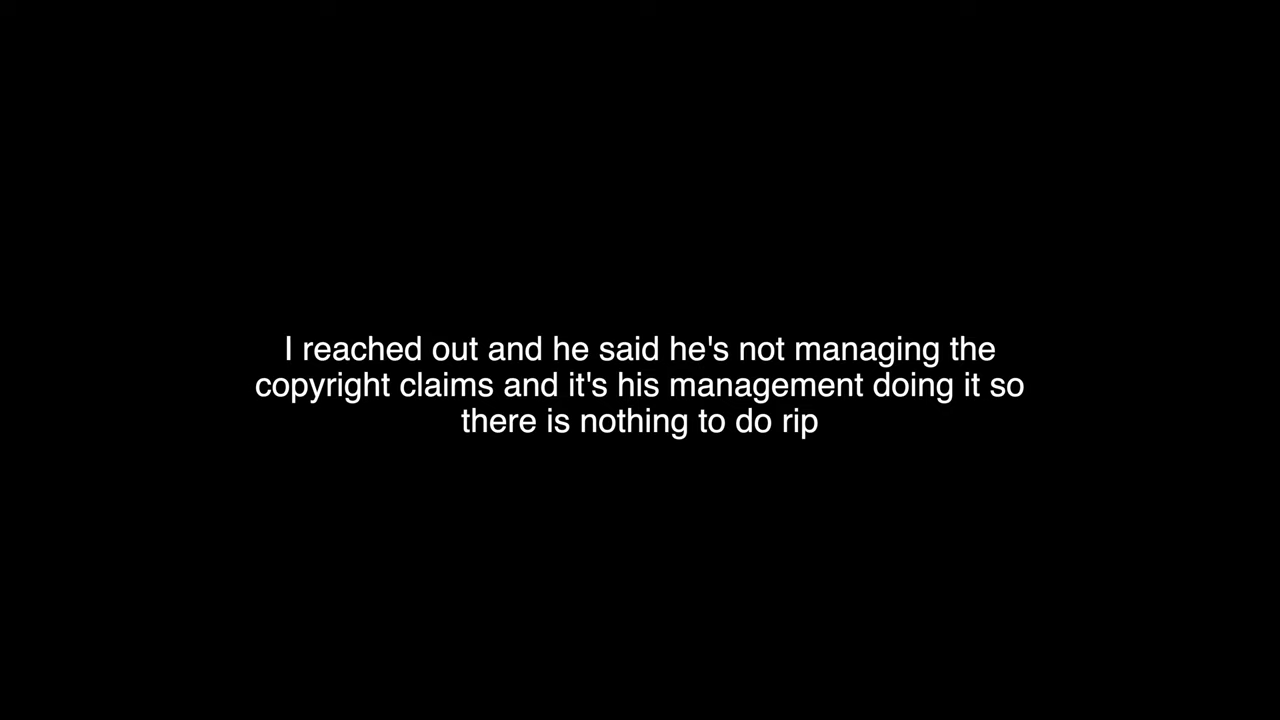 I reached out and he said he's not managing the
copyright claims and it's his management doing it so
there is nothing to do rip